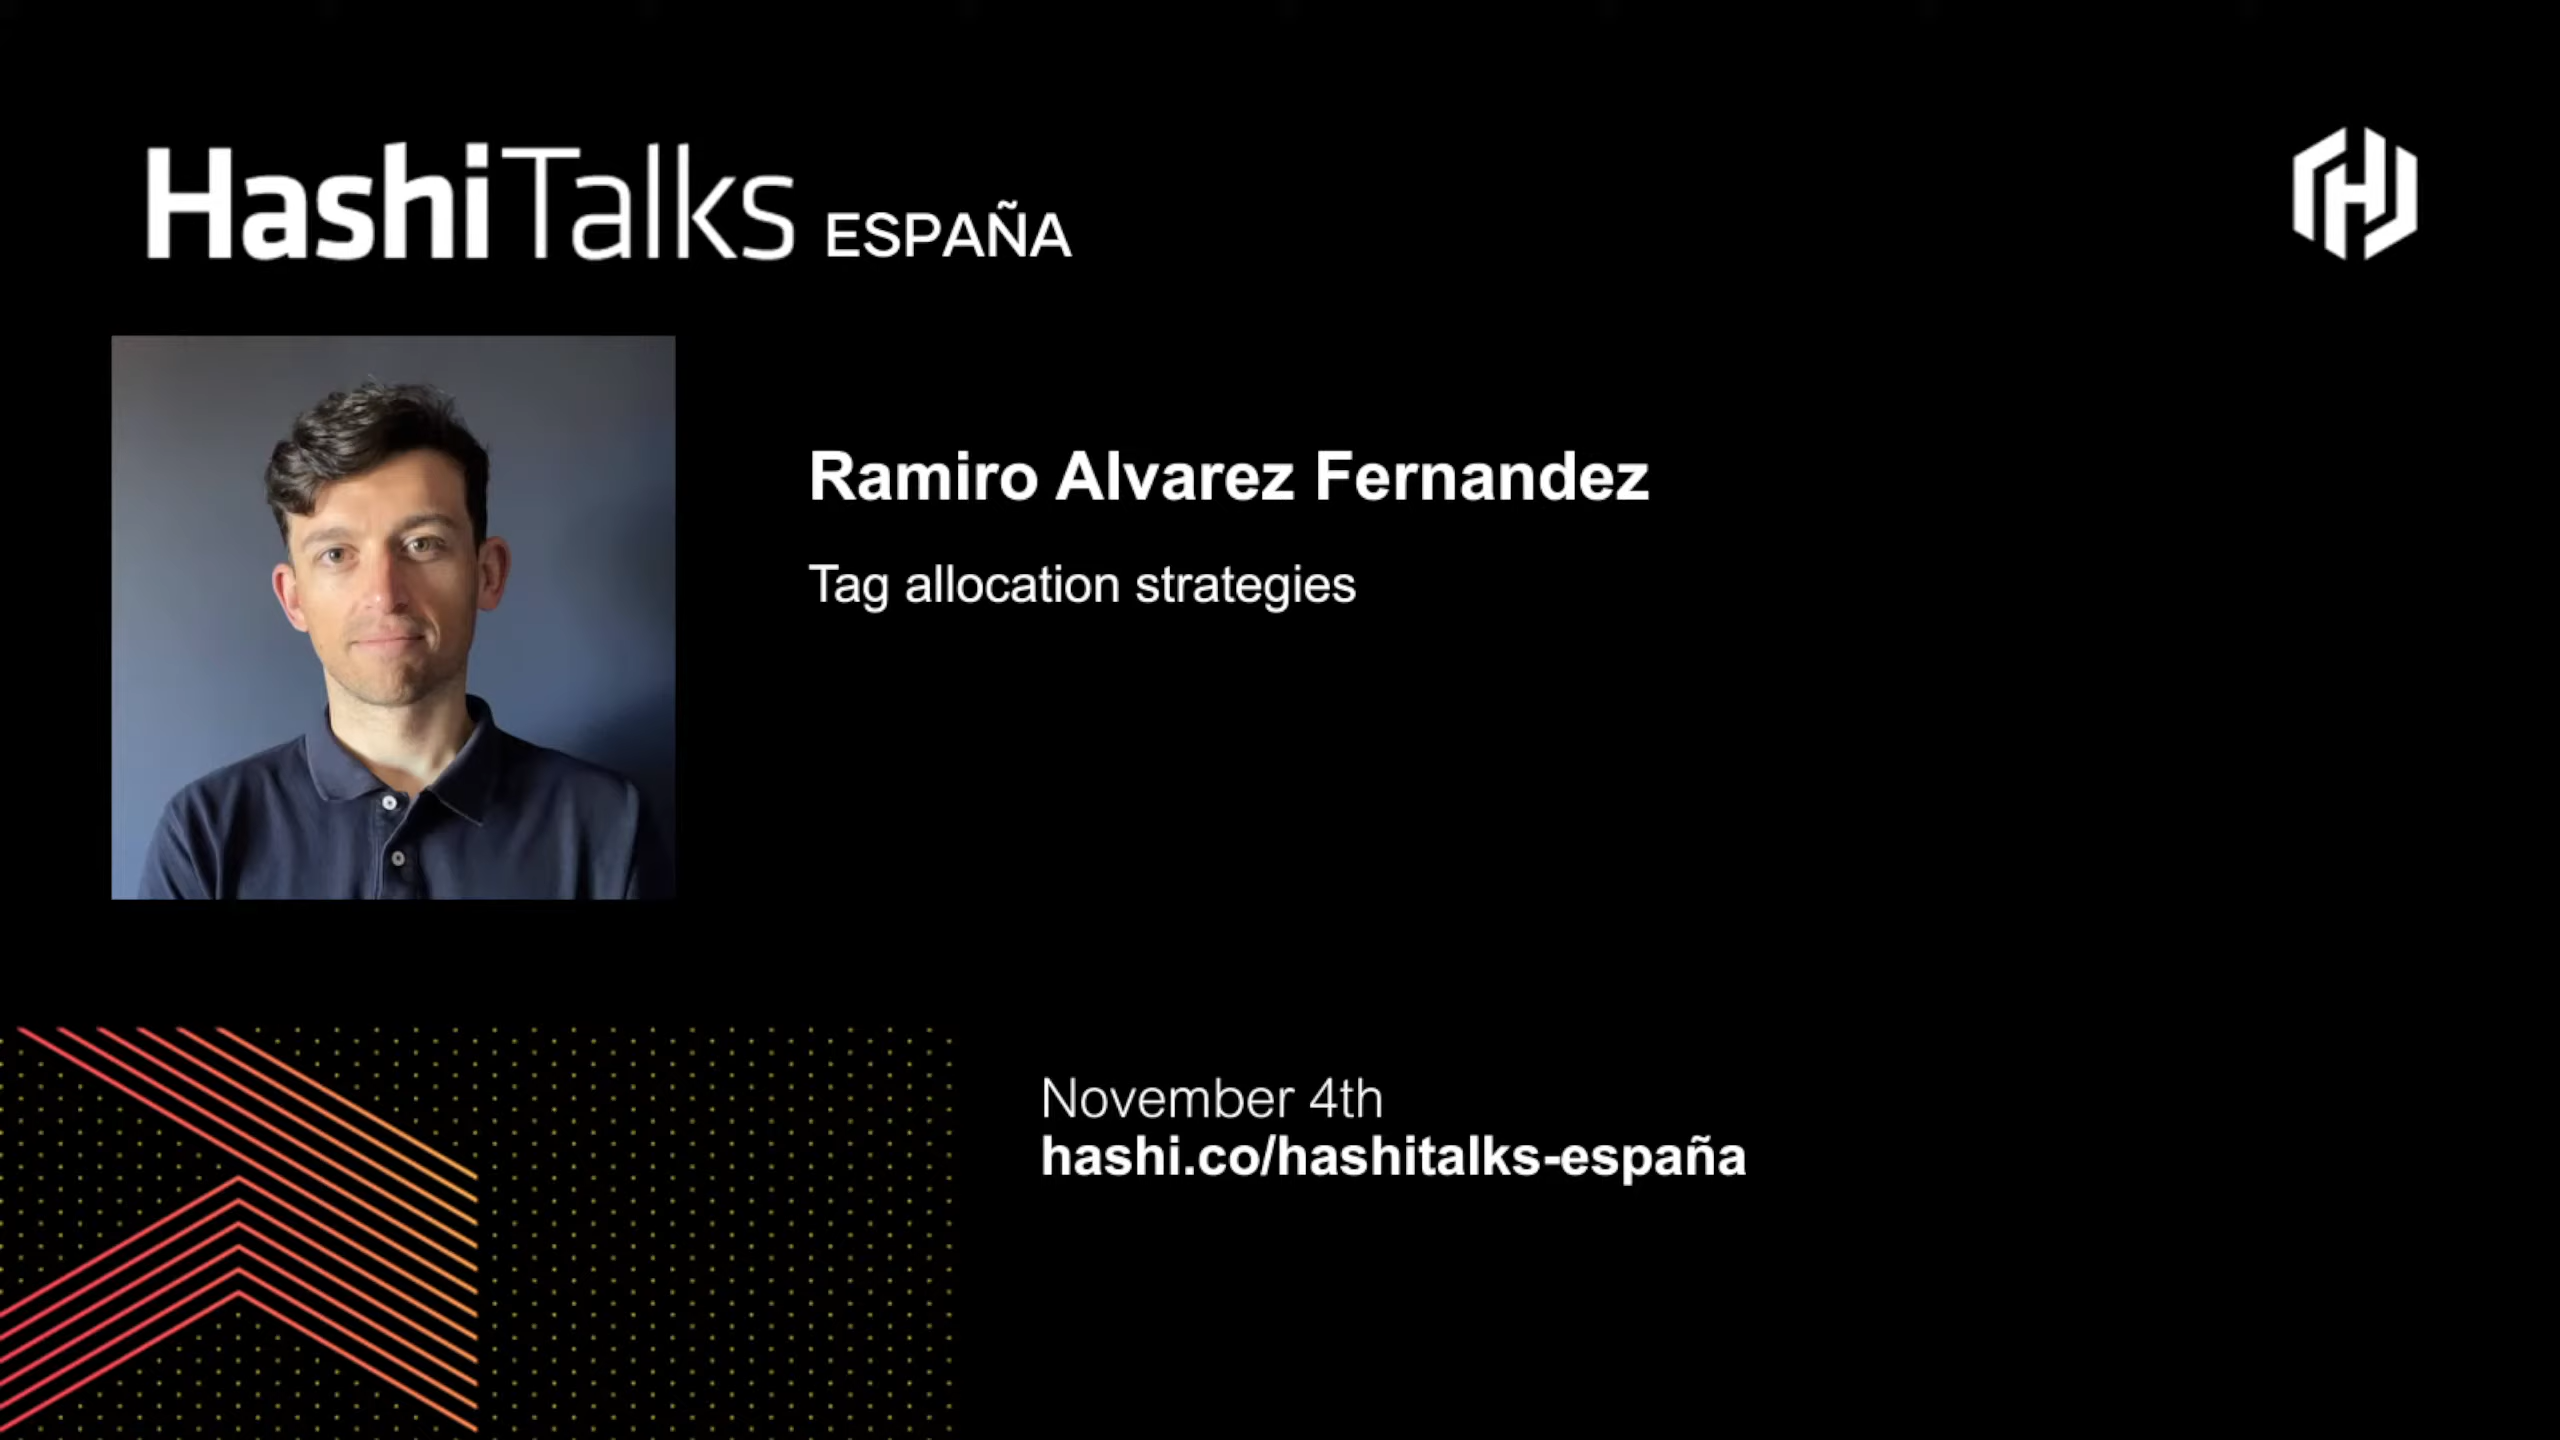 HashiTalks ESPAÑA
Ramiro Alvarez Fernandez
Tag allocation strategies
November 4th
hashi.co/hashitalks-españa